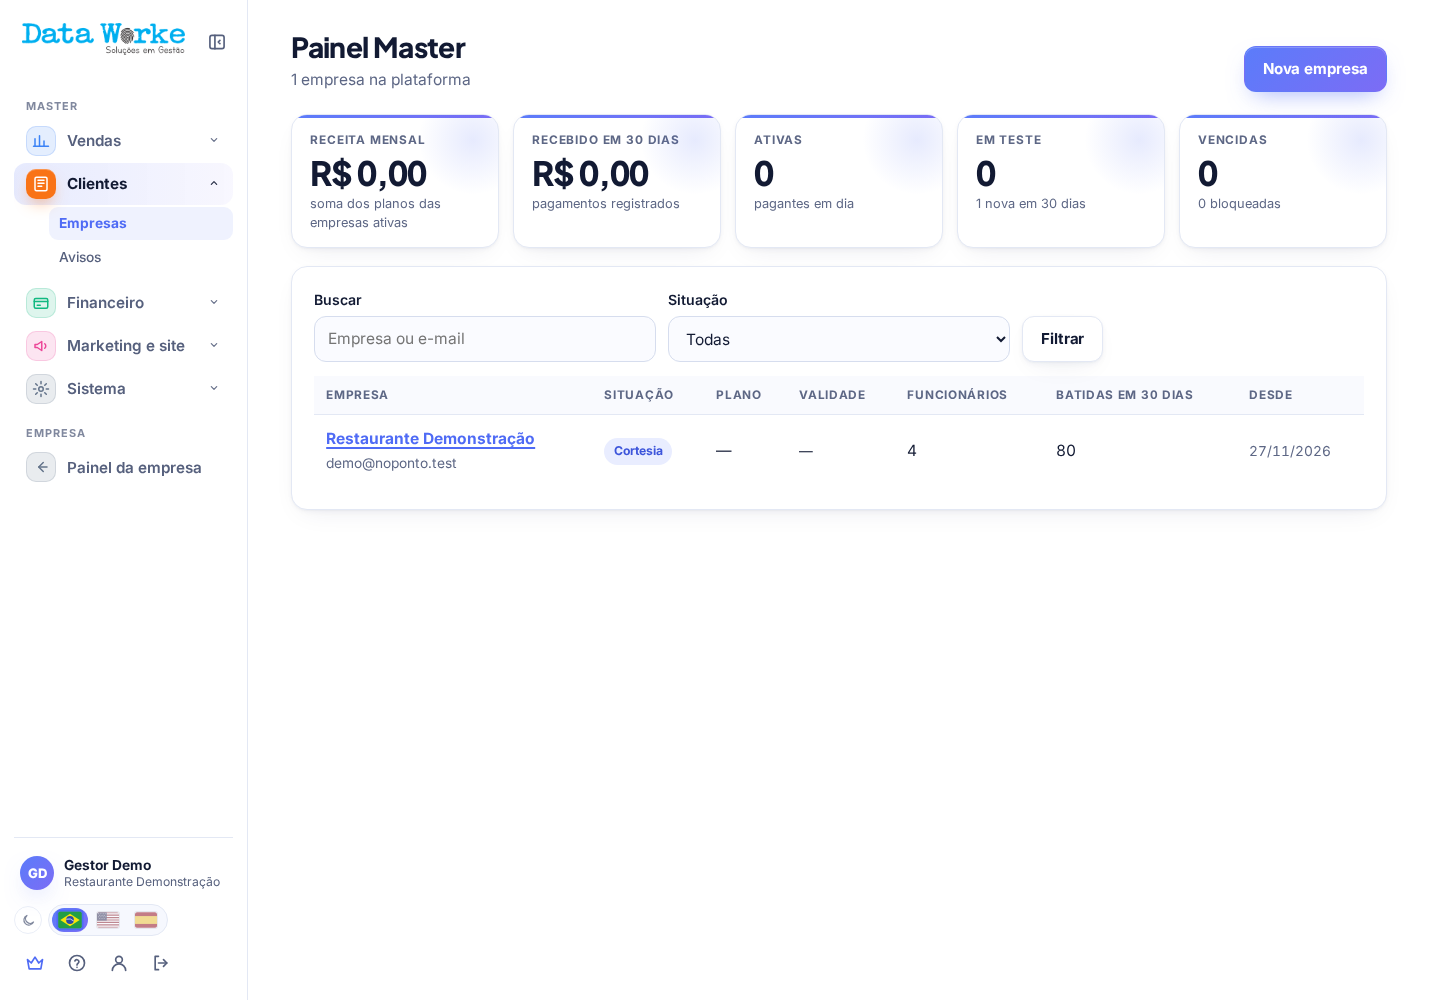 Data Worke
Soluções em Gestão
MASTER
Vendas
Clientes
Empresas
Avisos
Financeiro
Marketing e site
Sistema
EMPRESA
Painel da empresa
GD
Gestor Demo
Restaurante Demonstração
Painel Master
1 empresa na plataforma
Nova empresa
RECEITA MENSAL
R$ 0,00
soma dos planos das
empresas ativas
RECEBIDO EM 30 DIAS
R$ 0,00
pagamentos registrados
ATIVAS
0
pagantes em dia
EM TESTE
0
1 nova em 30 dias
VENCIDAS
0
0 bloqueadas
Buscar
Empresa ou e-mail
Situação
Todas
Filtrar
EMPRESA SITUAÇÃO PLANO VALIDADE FUNCIONÁRIOS BATIDAS EM 30 DIAS DESDE
Restaurante Demonstração Cortesia — — 4 80 27/11/2026
demo@noponto.test